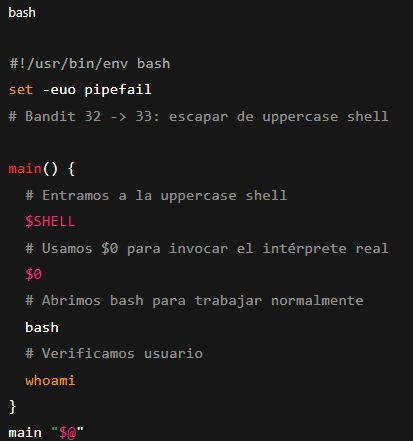 bash
#!/usr/bin/env bash
set -euo pipefail
# Bandit 32 -> 33: escapar de uppercase shell
main() {
# Entramos a la uppercase shell
$SHELL
# Usamos $0 para invocar el intérprete real
$0
# Abrimos bash para trabajar normalmente
bash
# Verificamos usuario
whoami
}
main "$@"